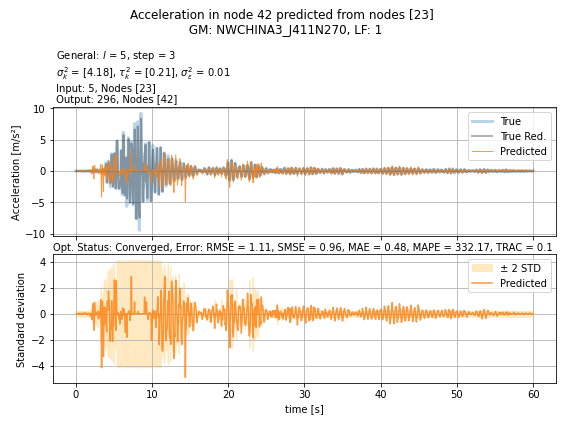 Acceleration in node 42 predicted from nodes [23]
GM: NWCHINA3_J411N270, LF: 1
General: l = 5, step = 3
σ²ₖ = [4.18], τ²ₖ = [0.21], σ²ε = 0.01
Input: 5, Nodes [23]
Output: 296, Nodes [42]
Acceleration [m/s²]
10
5
0
−5
−10
True
True Red.
Predicted
Opt. Status: Converged, Error: RMSE = 1.11, SMSE = 0.96, MAE = 0.48, MAPE = 332.17, TRAC = 0.1
Standard deviation
4
2
0
−2
−4
± 2 STD
Predicted
0 10 20 30 40 50 60
time [s]